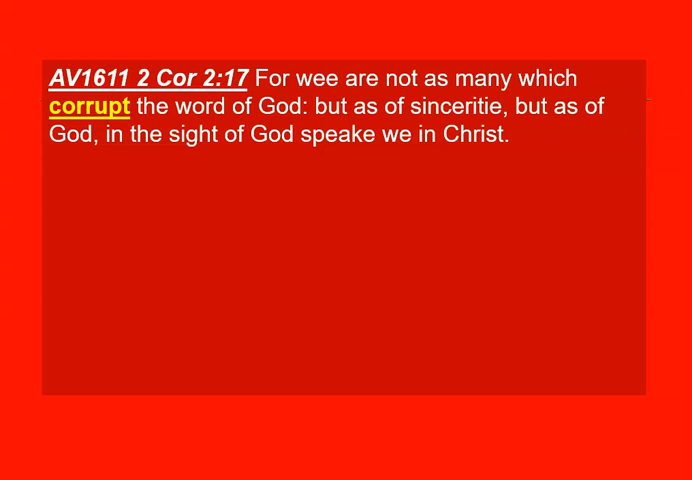 AV1611 2 Cor 2:17 For wee are not as many which
corrupt the word of God: but as of sinceritie, but as of
God, in the sight of God speake we in Christ.